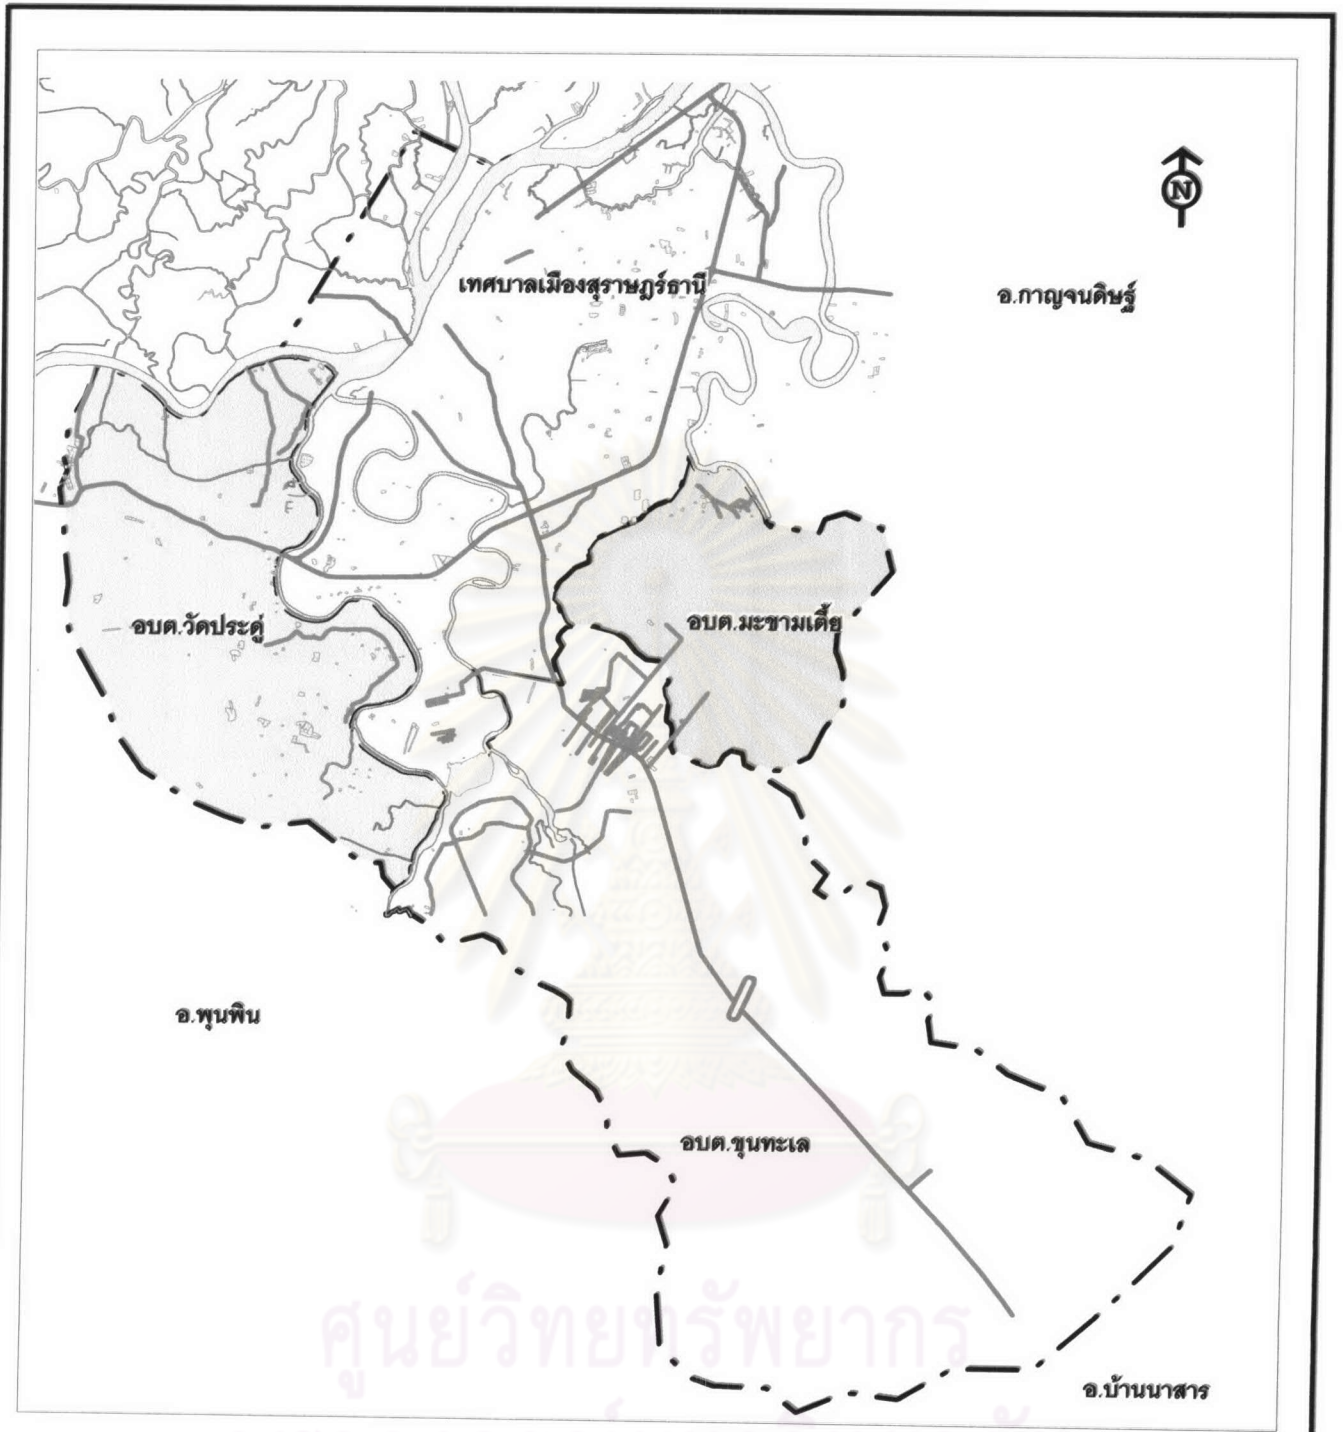 N
เทศบาลเมืองสุราษฎร์ธานี
อ.กาญจนดิษฐ์
อบต.วัดประดู่
อบต.มะขามเตี้ย
อ.พุนพิน
อบต.ขุนทะเล
ศูนย์วิทยทรัพยากร
อ.บ้านนาสาร